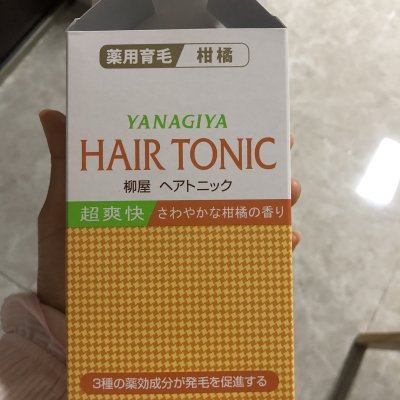 薬用育毛 柑橘
YANAGIYA
HAIR TONIC
柳屋 ヘアトニック
超爽快 さわやかな柑橘の香り
3種の薬効成分が発毛を促進する